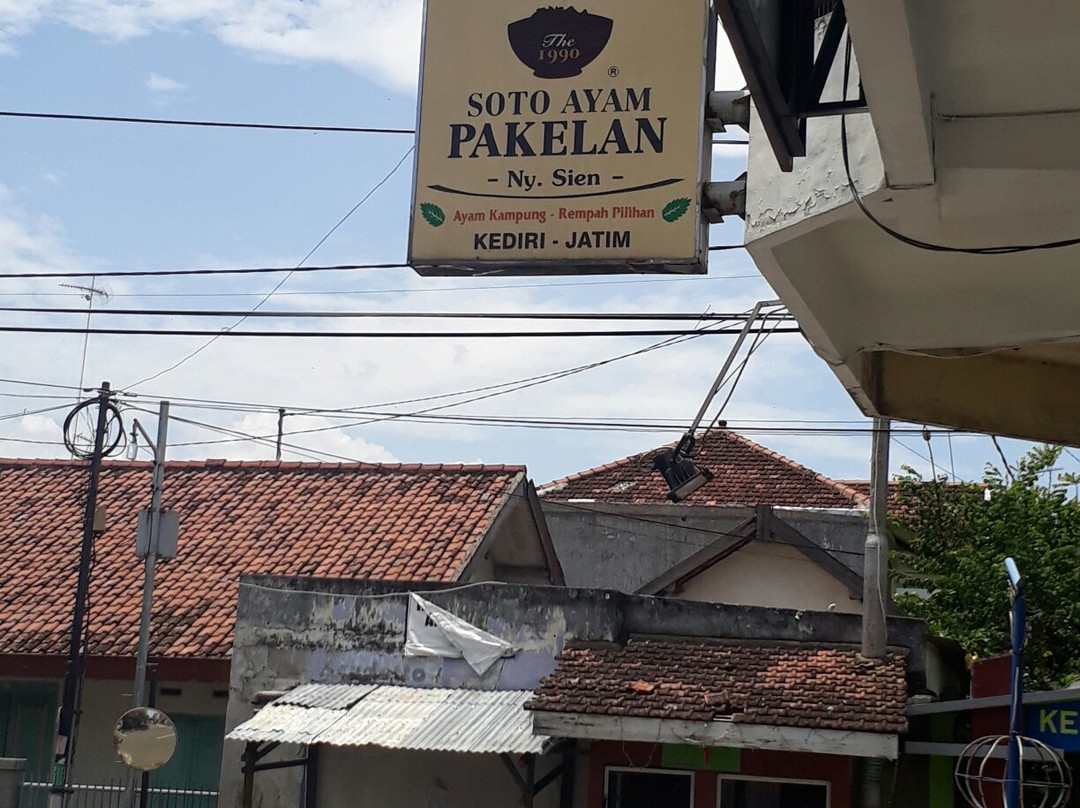 The
1990
®
SOTO AYAM
PAKELAN
- Ny. Sien -
Ayam Kampung - Rempah Pilihan
KEDIRI - JATIM
KE